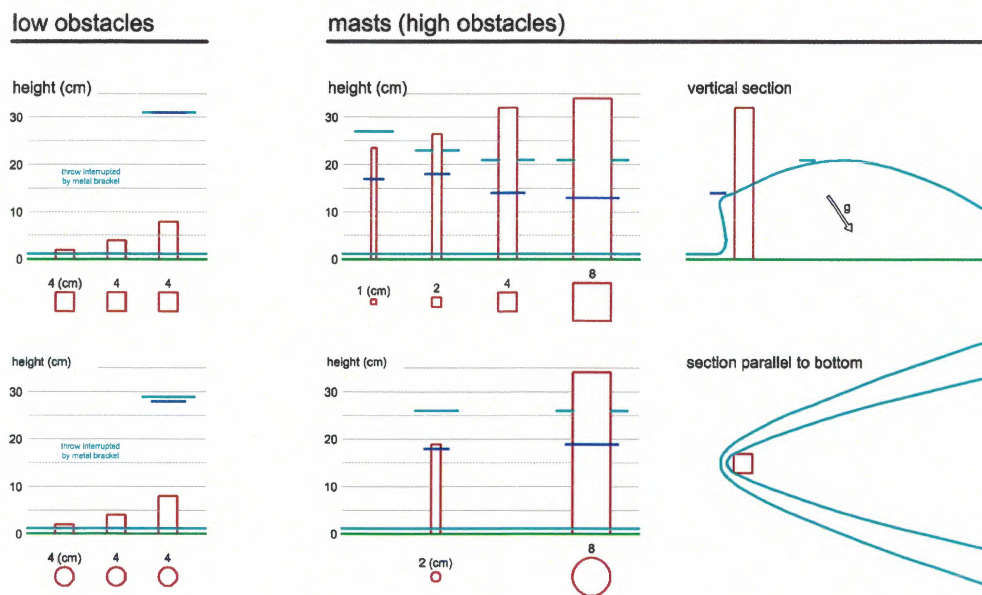 low obstacles
masts (high obstacles)
height (cm)
30
20
10
0
throw interrupted
by metal bracket
4 (cm) 4 4
height (cm)
30
20
10
0
1 (cm) 2 4 8
vertical section
g
height (cm)
30
20
10
0
throw interrupted
by metal bracket
4 (cm) 4 4
height (cm)
30
20
10
0
2 (cm) 8
section parallel to bottom